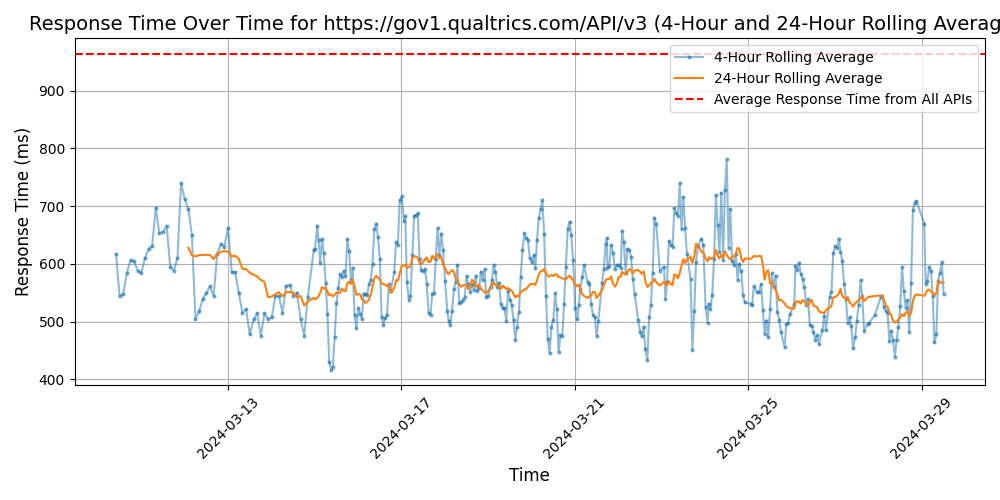 Response Time Over Time for https://gov1.qualtrics.com/API/v3 (4-Hour and 24-Hour Rolling Averag
4-Hour Rolling Average
24-Hour Rolling Average
Average Response Time from All APIs
Response Time (ms)
900
800
700
600
500
400
2024-03-13
2024-03-17
2024-03-21
2024-03-25
2024-03-29
Time